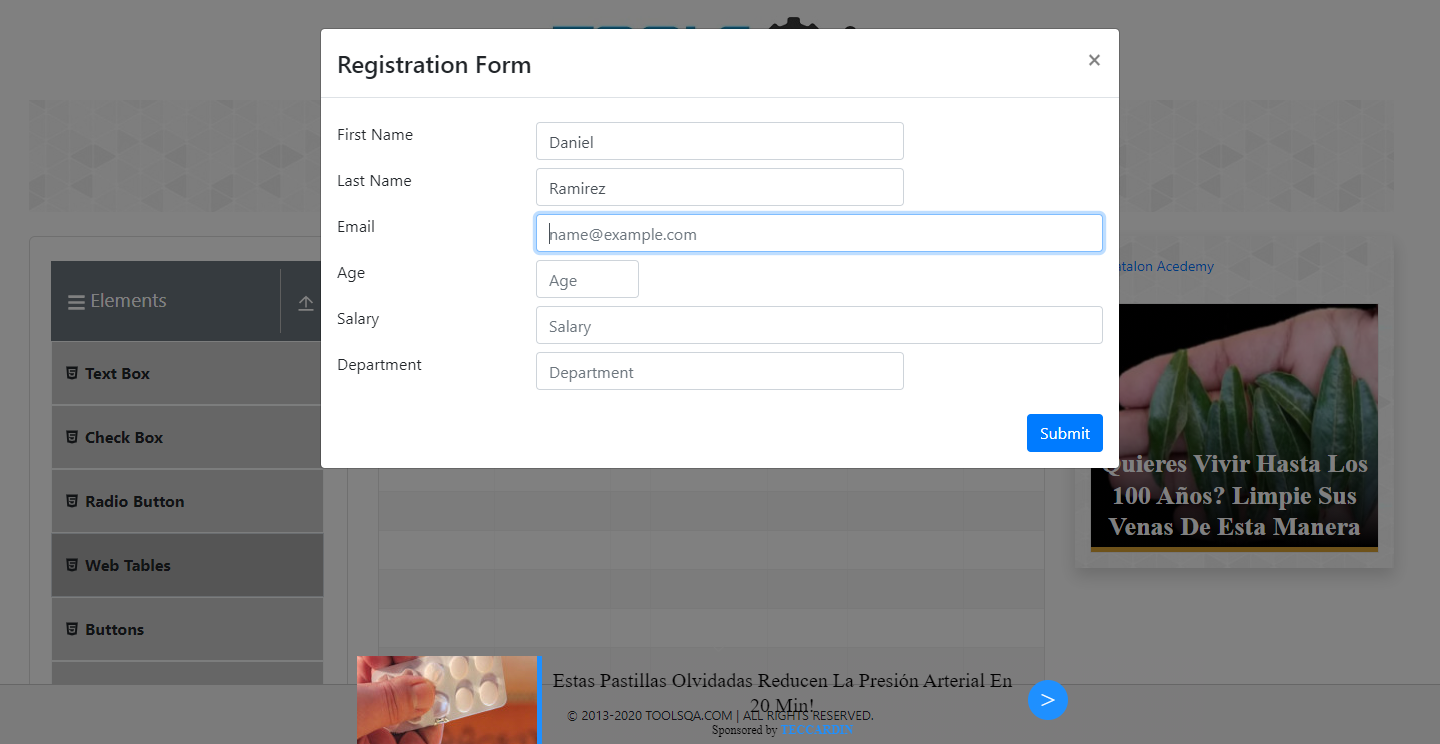 Registration Form
×
First Name
Daniel
Last Name
Ramirez
Email
name@example.com
Age
Age
Salary
Salary
Department
Department
Submit
Elements
Text Box
Check Box
Radio Button
Web Tables
Buttons
Acedemy
Quieres Vivir Hasta Los
100 Años? Limpie Sus
Venas De Esta Manera
Estas Pastillas Olvidadas Reducen La Presión Arterial En
20 Min!
>
© 2013-2020 TOOLSQA.COM | ALL RIGHTS RESERVED.
Sponsored by